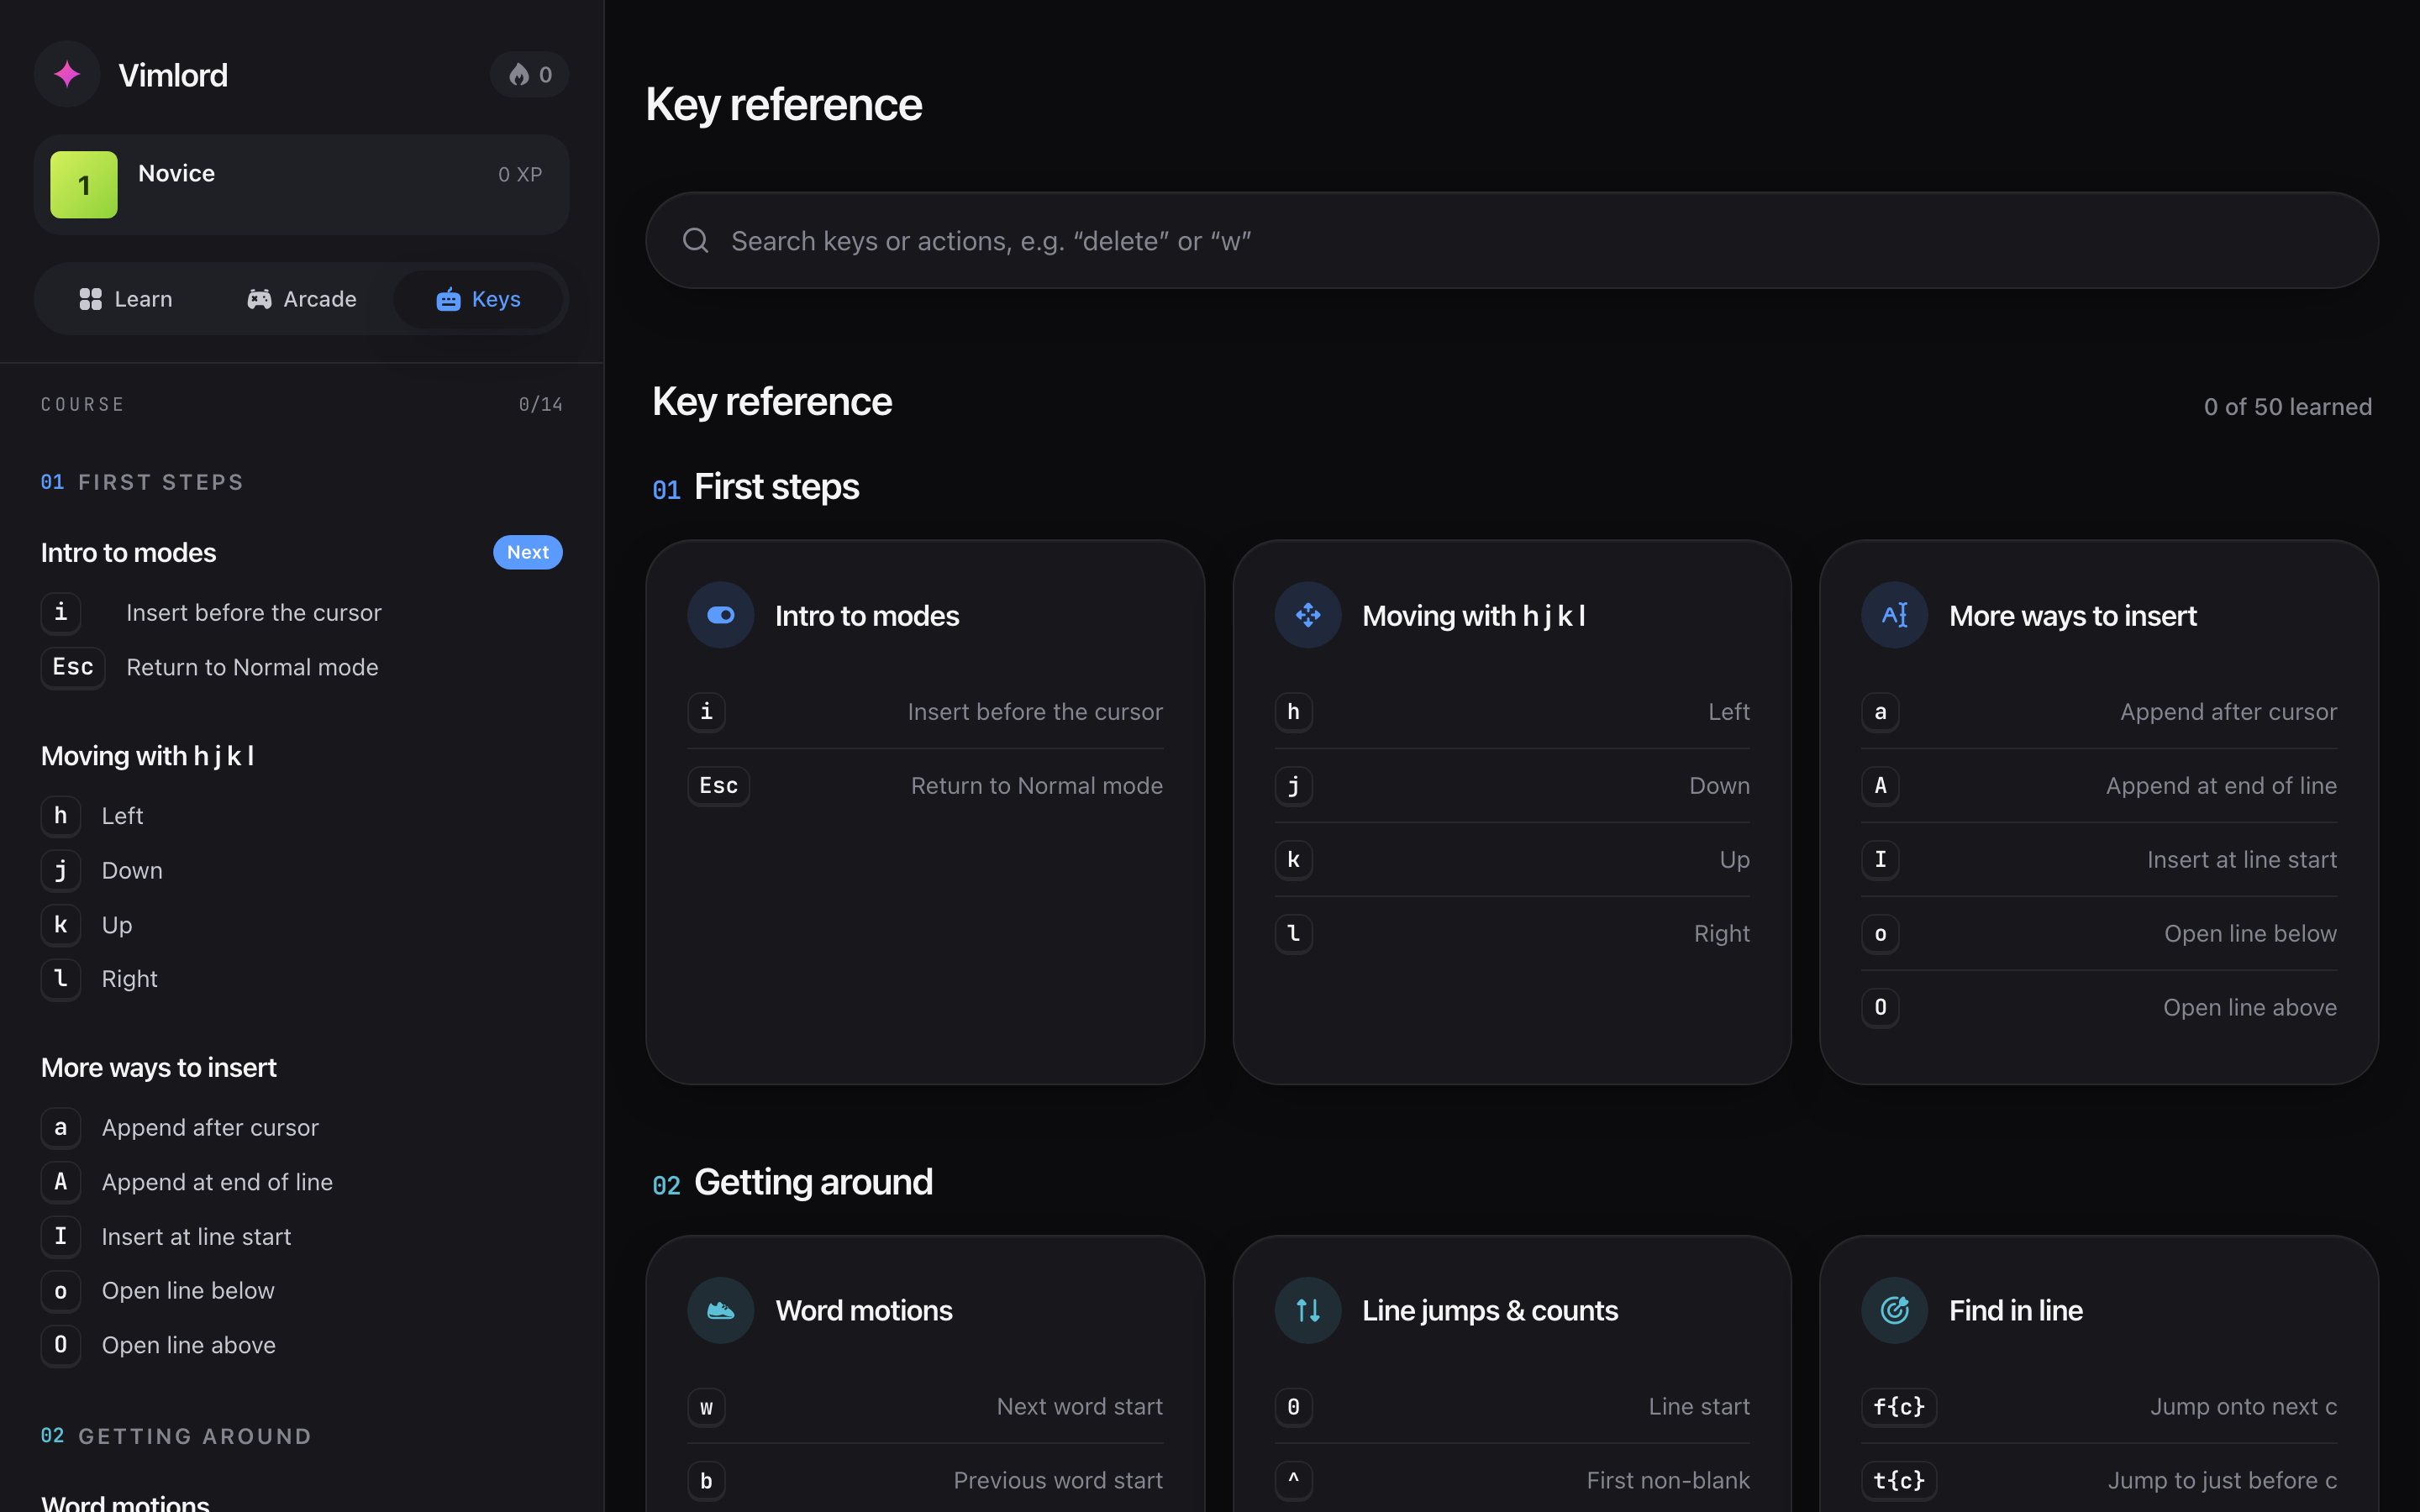 Vimlord
0
1
Novice
0 XP
Learn
Arcade
Keys
COURSE
0/14
01 FIRST STEPS
Intro to modes
Next
i Insert before the cursor
Esc Return to Normal mode
Moving with h j k l
h Left
j Down
k Up
l Right
More ways to insert
a Append after cursor
A Append at end of line
I Insert at line start
o Open line below
O Open line above
02 GETTING AROUND
Word motions
Key reference
Search keys or actions, e.g. “delete” or “w”
Key reference
0 of 50 learned
01 First steps
Intro to modes
i Insert before the cursor
Esc Return to Normal mode
Moving with h j k l
h Left
j Down
k Up
l Right
More ways to insert
a Append after cursor
A Append at end of line
I Insert at line start
o Open line below
O Open line above
02 Getting around
Word motions
w Next word start
b Previous word start
Line jumps & counts
0 Line start
^ First non-blank
Find in line
f{c} Jump onto next c
t{c} Jump to just before c